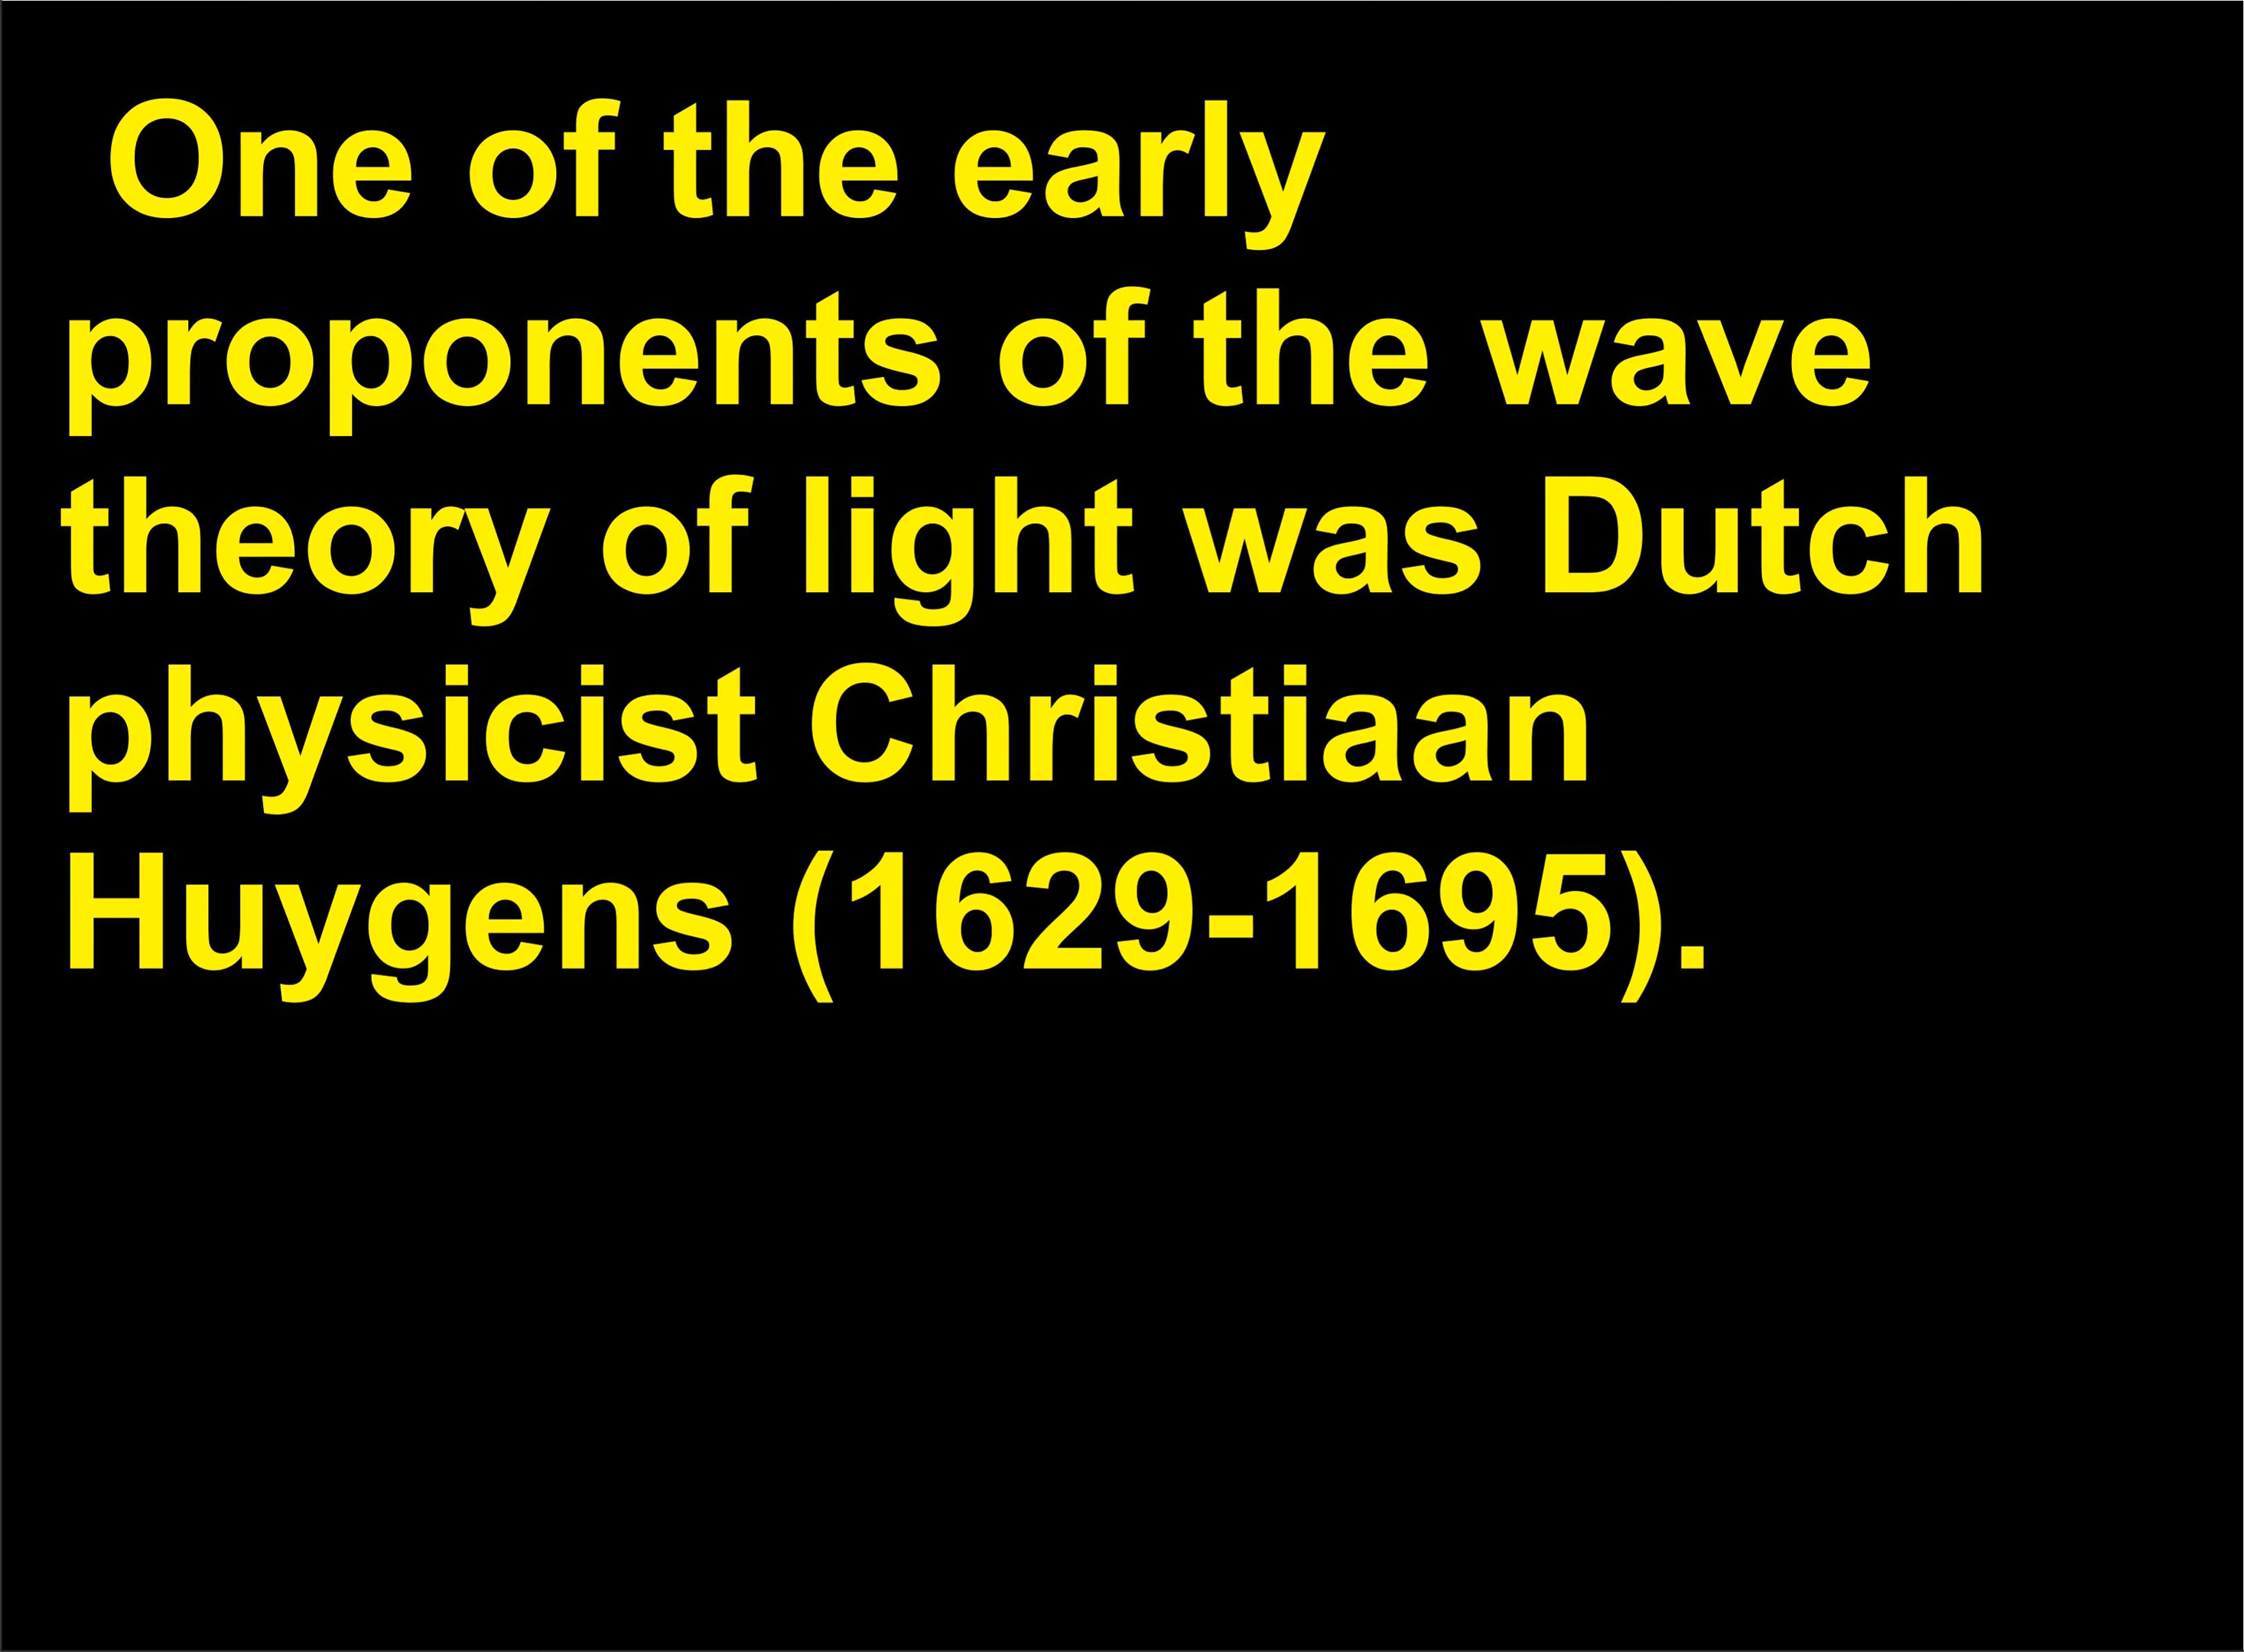 One of the early
proponents of the wave
theory of light was Dutch
physicist Christiaan
Huygens (1629-1695).